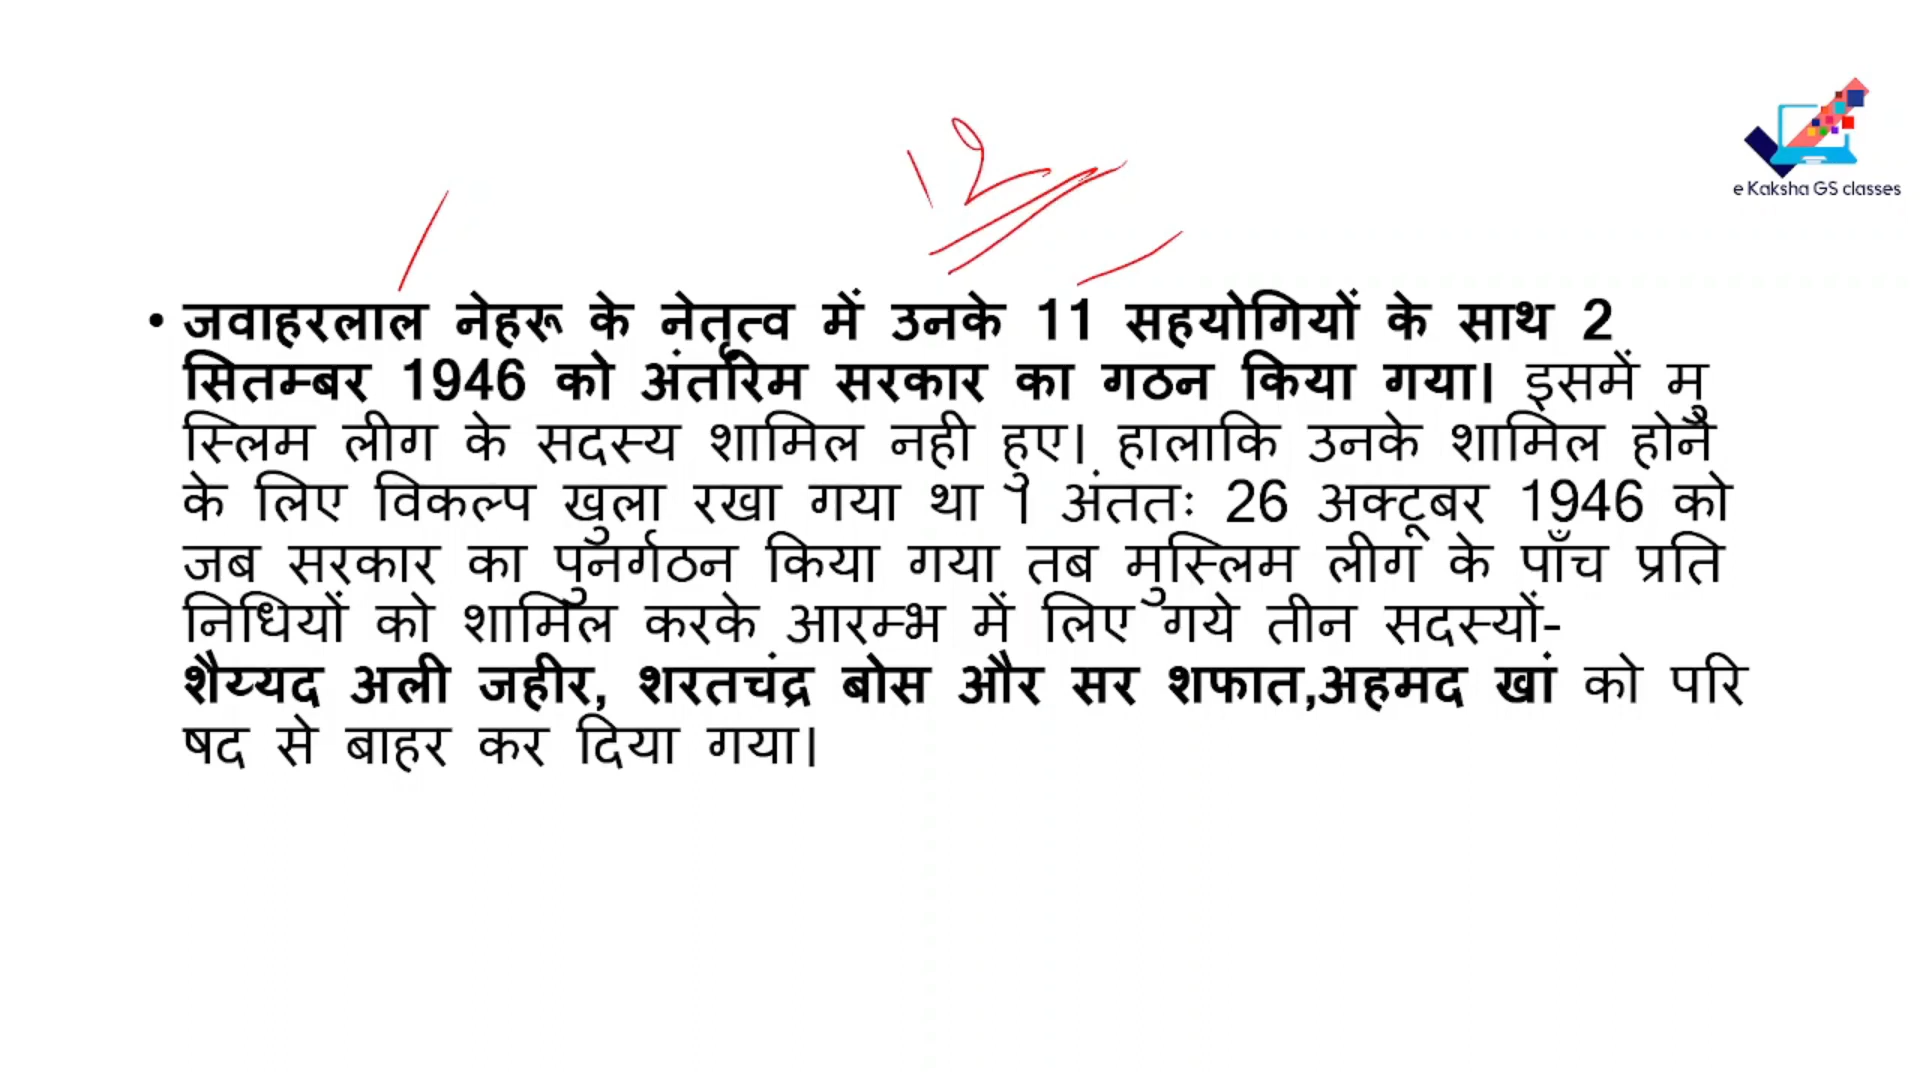 12
e Kaksha GS classes
• जवाहरलाल नेहरू के नेतृत्व में उनके 11 सहयोगियों के साथ 2
सितम्बर 1946 को अंतरिम सरकार का गठन किया गया। इसमें मु
स्लिम लीग के सदस्य शामिल नही हुए। हालाकि उनके शामिल होने
के लिए विकल्प खुला रखा गया था । अंततः 26 अक्टूबर 1946 को
जब सरकार का पुनर्गठन किया गया तब मुस्लिम लीग के पाँच प्रति
निधियों को शामिल करके आरम्भ में लिए गये तीन सदस्यों-
शैय्यद अली जहीर, शरतचंद्र बोस और सर शफात,अहमद खां को परि
षद से बाहर कर दिया गया।